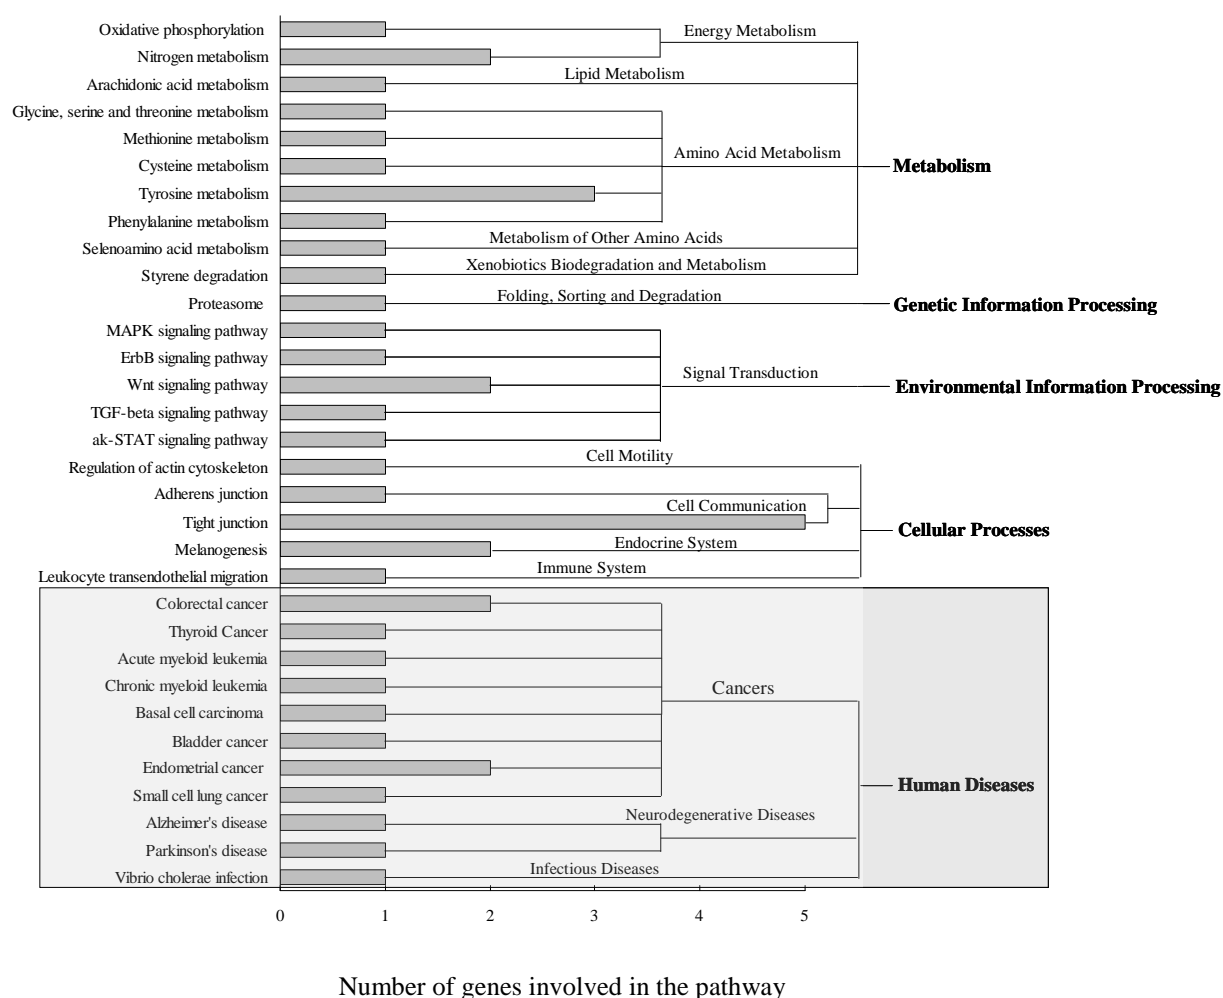 Oxidative phosphorylation
Energy Metabolism
Nitrogen metabolism
Lipid Metabolism
Arachidonic acid metabolism
Glycine, serine and threonine metabolism
Methionine metabolism
Amino Acid Metabolism
Cysteine metabolism
Metabolism
Tyrosine metabolism
Phenylalanine metabolism
Metabolism of Other Amino Acids
Selenoamino acid metabolism
Xenobiotics Biodegradation and Metabolism
Styrene degradation
Folding, Sorting and Degradation
Proteasome
Genetic Information Processing
MAPK signaling pathway
ErbB signaling pathway
Signal Transduction
Wnt signaling pathway
Environmental Information Processing
TGF-beta signaling pathway
ak-STAT signaling pathway
Cell Motility
Regulation of actin cytoskeleton
Adherens junction
Cell Communication
Tight junction
Cellular Processes
Endocrine System
Melanogenesis
Immune System
Leukocyte transendothelial migration
Colorectal cancer
Thyroid Cancer
Acute myeloid leukemia
Chronic myeloid leukemia
Cancers
Basal cell carcinoma
Bladder cancer
Endometrial cancer
Human Diseases
Small cell lung cancer
Neurodegenerative Diseases
Alzheimer's disease
Parkinson's disease
Infectious Diseases
Vibrio cholerae infection
0 1 2 3 4 5
Number of genes involved in the pathway